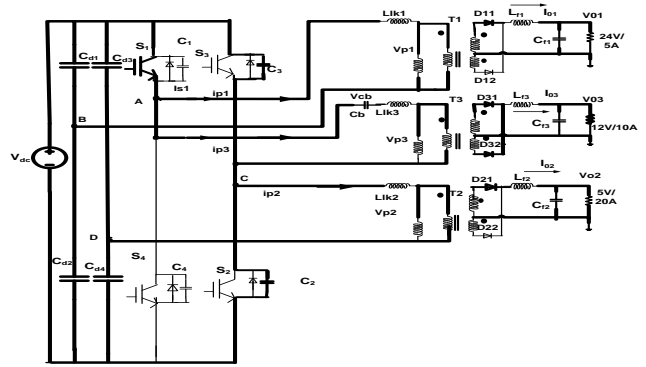 Llk1
T1
D11
Lf1
I01
V01
Cf1
24V/
5A
D12
Vp1
S1
C1
S3
C3
Cd1
Cd3
Is1
A
ip1
B
ip3
Vcb
Cb
Llk3
T3
D31
Lf3
I03
V03
Cf3
12V/10A
D32
Vp3
Vdc
C
ip2
Llk2
T2
D21
Lf2
I02
Vo2
Cf2
5V/
20A
D22
Vp2
D
Cd2
Cd4
S4
C4
S2
C2